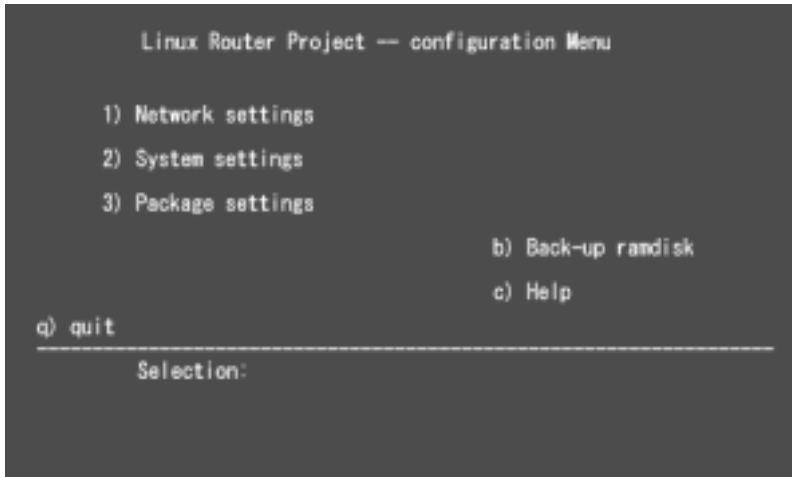 Linux Router Project -- configuration Menu
1) Network settings
2) System settings
3) Package settings
b) Back-up ramdisk
c) Help
q) quit
Selection: